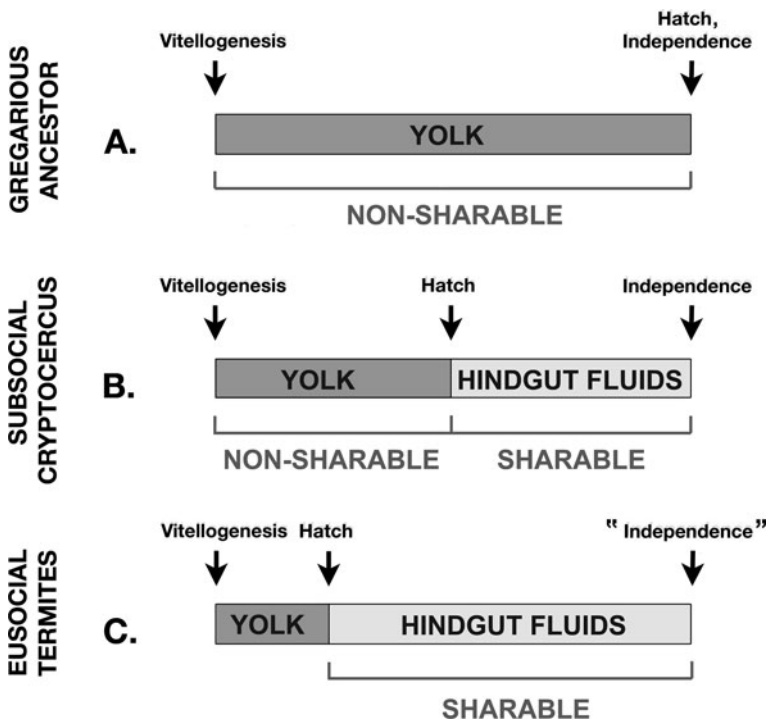 GREGARIOUS
ANCESTOR
A.
Vitellogenesis
Hatch,
Independence
YOLK
NON-SHARABLE
SUBSOCIAL
CRYPTOCERCUS
B.
Vitellogenesis
Hatch
Independence
YOLK
HINDGUT FLUIDS
NON-SHARABLE
SHARABLE
EUSOCIAL
TERMITES
C.
Vitellogenesis
Hatch
“ Independence ”
YOLK
HINDGUT FLUIDS
SHARABLE